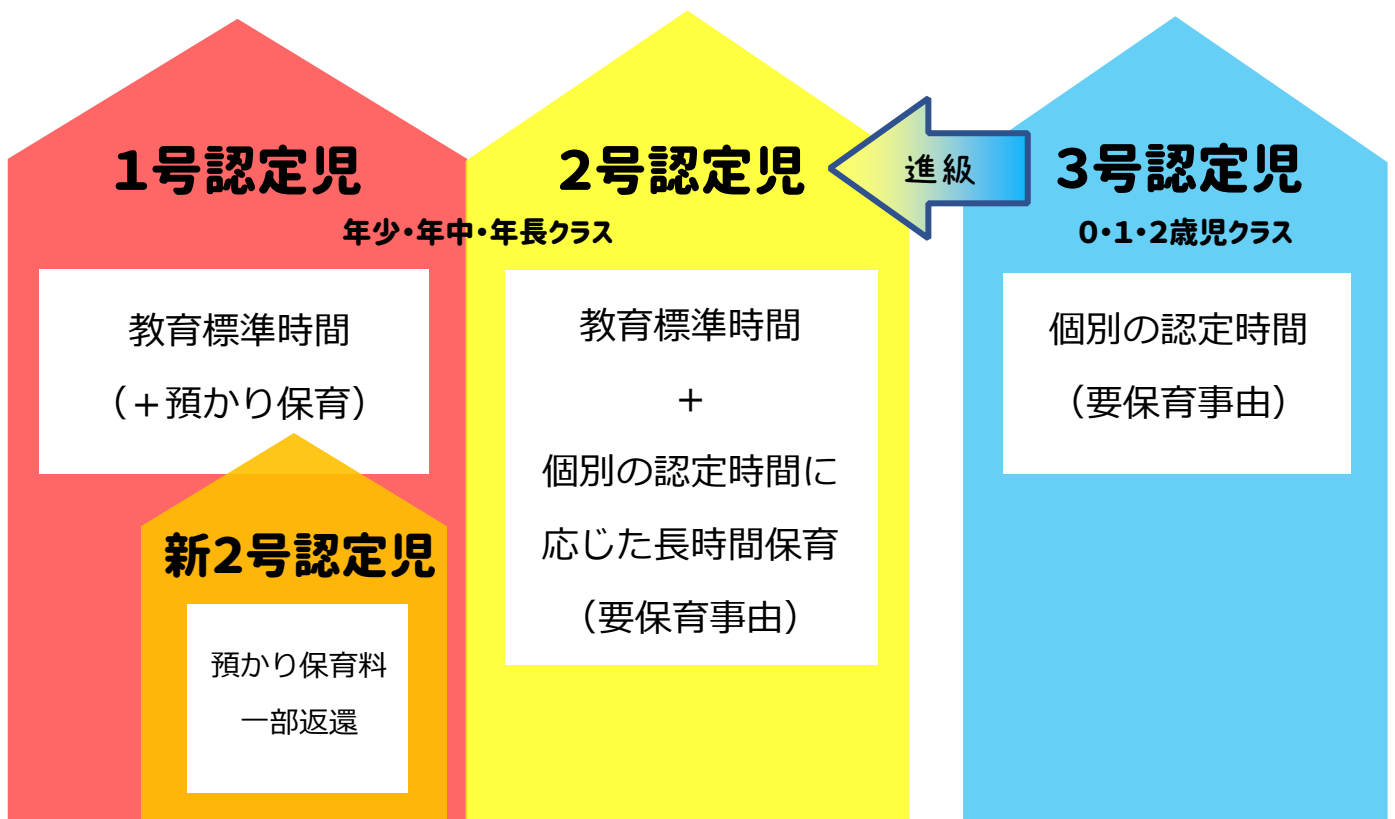 1号認定児
2号認定児
進級
3号認定児
年少・年中・年長クラス
0・1・2歳児クラス
教育標準時間
（＋預かり保育）
新2号認定児
預かり保育料
一部返還
教育標準時間
＋
個別の認定時間に
応じた長時間保育
（要保育事由）
個別の認定時間
（要保育事由）